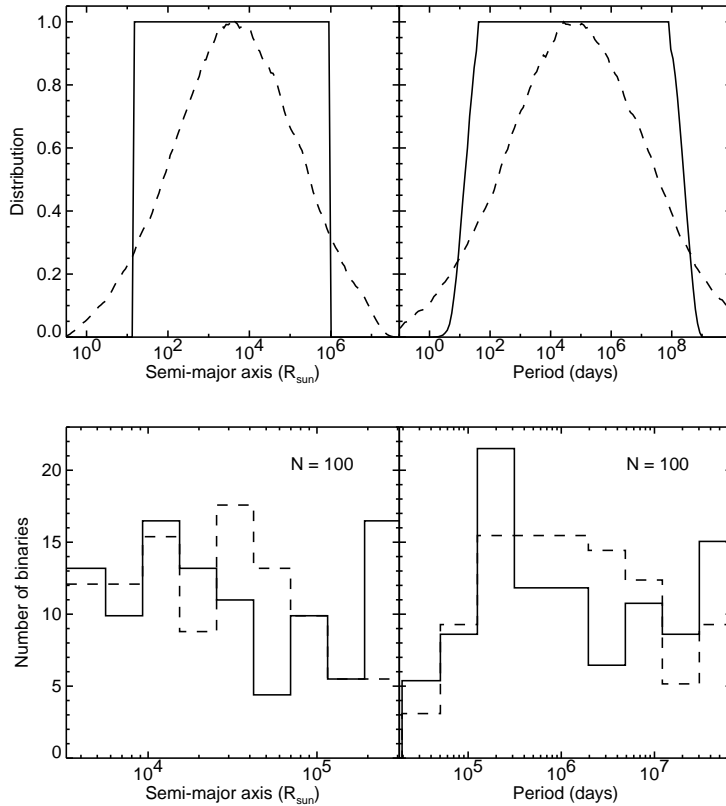 1.0
0.8
0.6
0.4
0.2
0.0
Distribution
10^0 10^2 10^4 10^6
Semi-major axis (R_sun)
10^0 10^2 10^4 10^6 10^8
Period (days)
20
15
10
5
0
Number of binaries
N = 100
N = 100
10^4 10^5
Semi-major axis (R_sun)
10^5 10^6 10^7
Period (days)